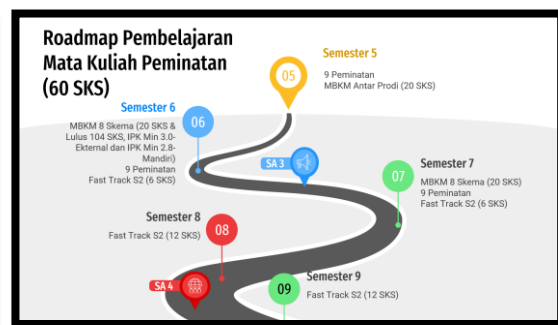 Roadmap Pembelajaran
Mata Kuliah Peminatan
(60 SKS)
Semester 5
05
9 Peminatan
MBKM Antar Prodi (20 SKS)
Semester 6
06
MBKM 8 Skema (20 SKS &
Lulus 104 SKS, IPK Min 3.0-
Ekternal dan IPK Min 2.8-
Mandiri)
9 Peminatan
Fast Track S2 (6 SKS)
SA 3
Semester 7
07
MBKM 8 Skema (20 SKS)
9 Peminatan
Fast Track S2 (6 SKS)
Semester 8
08
Fast Track S2 (12 SKS)
SA 4
Semester 9
09
Fast Track S2 (12 SKS)